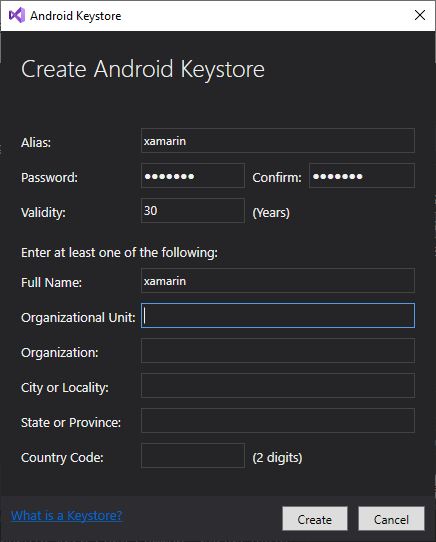 Android Keystore
Create Android Keystore
Alias: xamarin
Password: ●●●●●●● Confirm: ●●●●●●●
Validity: 30 (Years)
Enter at least one of the following:
Full Name: xamarin
Organizational Unit:
Organization:
City or Locality:
State or Province:
Country Code: (2 digits)
What is a Keystore? Create Cancel